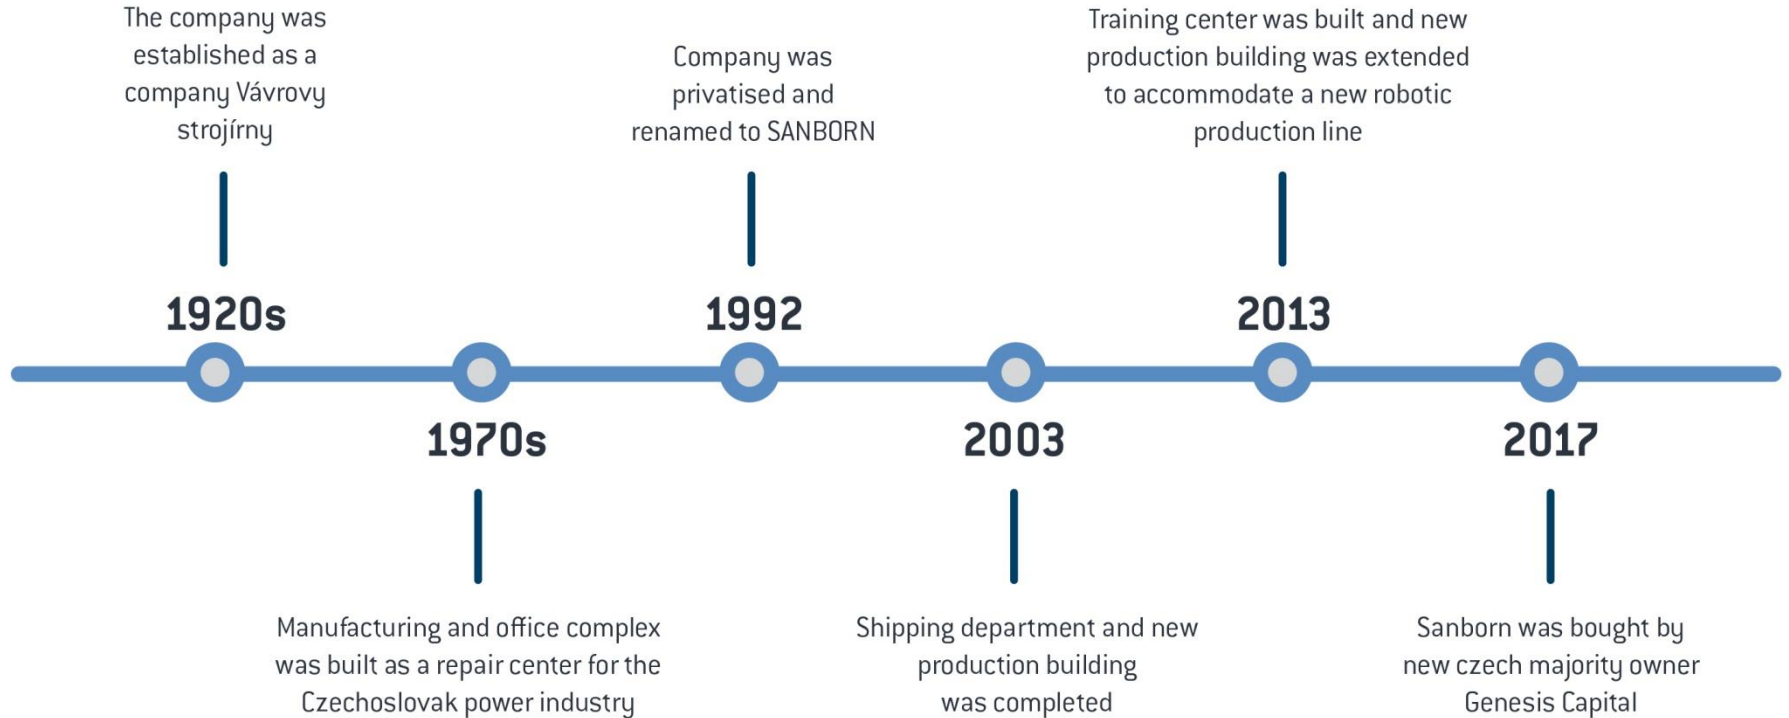 The company was
established as a
company Vávrovy
strojírny
1920s
1970s
Manufacturing and office complex
was built as a repair center for the
Czechoslovak power industry
Company was
privatised and
renamed to SANBORN
1992
2003
Shipping department and new
production building
was completed
Training center was built and new
production building was extended
to accommodate a new robotic
production line
2013
2017
Sanborn was bought by
new czech majority owner
Genesis Capital